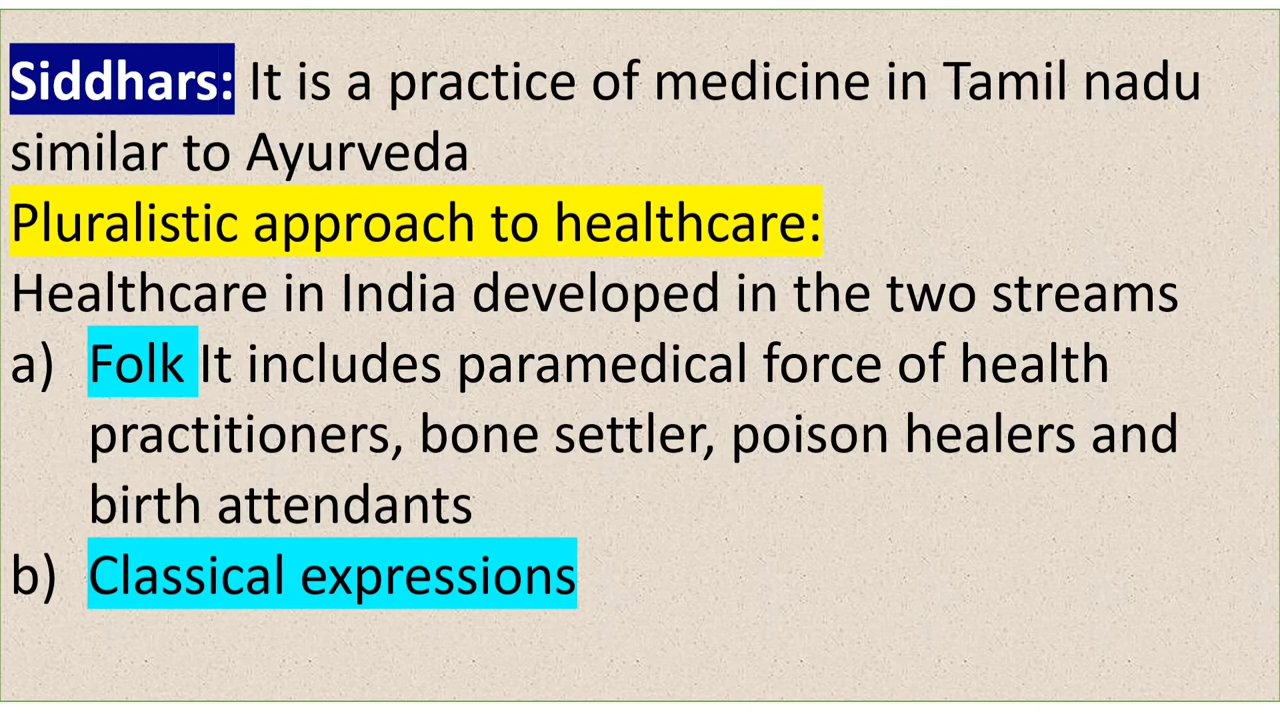 Siddhars: It is a practice of medicine in Tamil nadu
similar to Ayurveda
Pluralistic approach to healthcare:
Healthcare in India developed in the two streams
a) Folk It includes paramedical force of health
practitioners, bone settler, poison healers and
birth attendants
b) Classical expressions